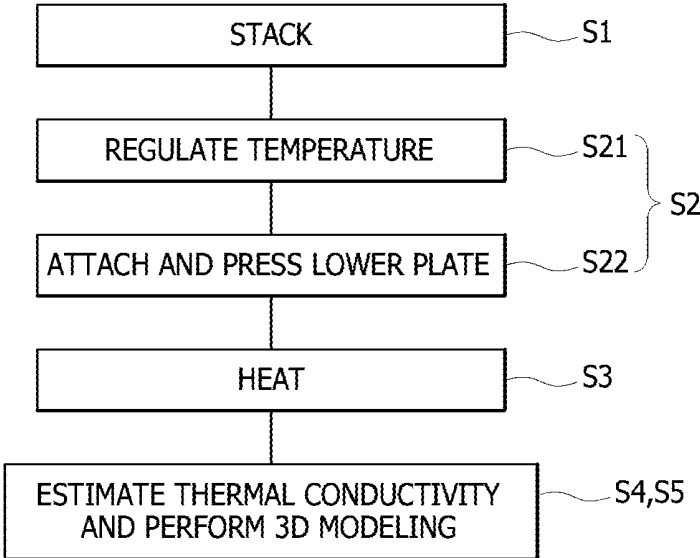 STACK
S1
REGULATE TEMPERATURE
S21
S2
ATTACH AND PRESS LOWER PLATE
S22
HEAT
S3
ESTIMATE THERMAL CONDUCTIVITY
AND PERFORM 3D MODELING
S4,S5